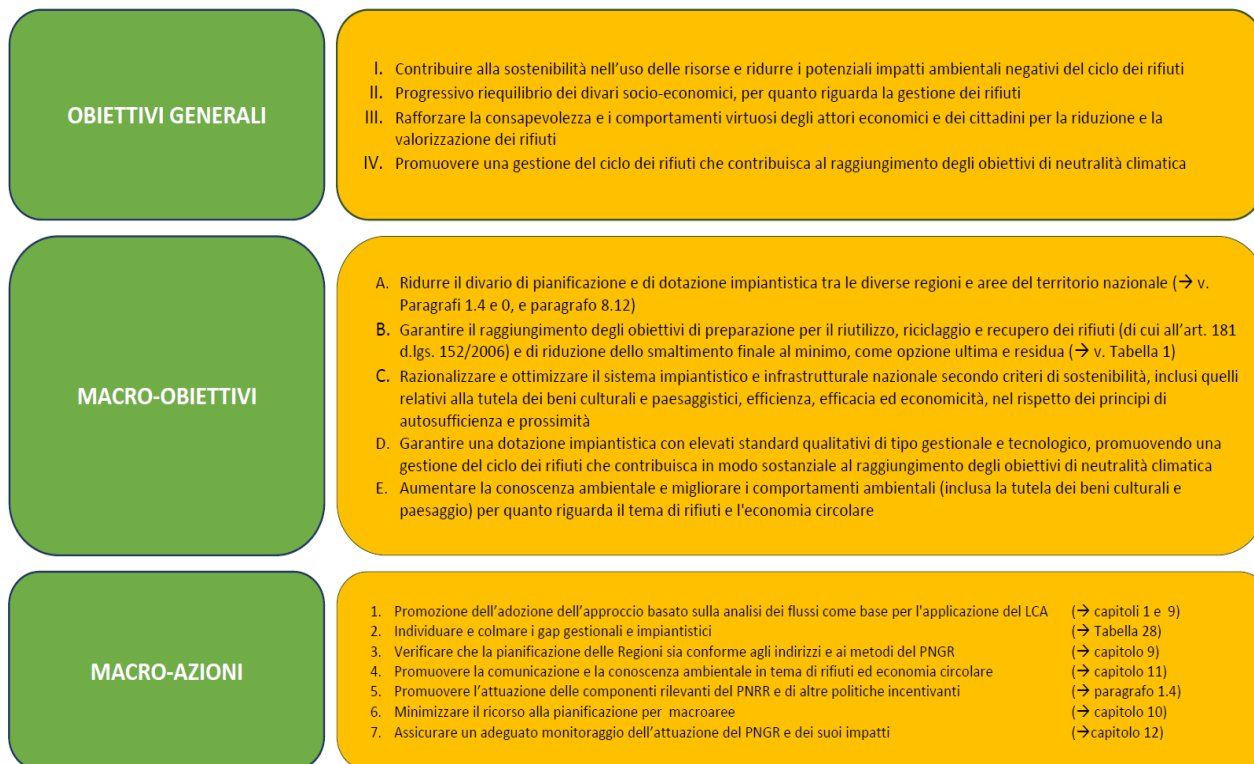 OBIETTIVI GENERALI
I. Contribuire alla sostenibilità nell'uso delle risorse e ridurre i potenziali impatti ambientali negativi del ciclo dei rifiuti
II. Progressivo riequilibrio dei divari socio-economici, per quanto riguarda la gestione dei rifiuti
III. Rafforzare la consapevolezza e i comportamenti virtuosi degli attori economici e dei cittadini per la riduzione e la
valorizzazione dei rifiuti
IV. Promuovere una gestione del ciclo dei rifiuti che contribuisca al raggiungimento degli obiettivi di neutralità climatica
MACRO-OBIETTIVI
A. Ridurre il divario di pianificazione e di dotazione impiantistica tra le diverse regioni e aree del territorio nazionale (→ v.
Paragrafi 1.4 e 0, e paragrafo 8.12)
B. Garantire il raggiungimento degli obiettivi di preparazione per il riutilizzo, riciclaggio e recupero dei rifiuti (di cui all'art. 181
d.lgs. 152/2006) e di riduzione dello smaltimento finale al minimo, come opzione ultima e residua (→ v. Tabella 1)
C. Razionalizzare e ottimizzare il sistema impiantistico e infrastrutturale nazionale secondo criteri di sostenibilità, inclusi quelli
relativi alla tutela dei beni culturali e paesaggistici, efficienza, efficacia ed economicità, nel rispetto dei principi di
autosufficienza e prossimità
D. Garantire una dotazione impiantistica con elevati standard qualitativi di tipo gestionale e tecnologico, promuovendo una
gestione del ciclo dei rifiuti che contribuisca in modo sostanziale al raggiungimento degli obiettivi di neutralità climatica
E. Aumentare la conoscenza ambientale e migliorare i comportamenti ambientali (inclusa la tutela dei beni culturali e
paesaggio) per quanto riguarda il tema di rifiuti e l'economia circolare
MACRO-AZIONI
1. Promozione dell'adozione dell'approccio basato sulla analisi dei flussi come base per l'applicazione del LCA (→ capitoli 1 e 9)
2. Individuare e colmare i gap gestionali e impiantistici (→ Tabella 28)
3. Verificare che la pianificazione delle Regioni sia conforme agli indirizzi e ai metodi del PNGR (→ capitolo 9)
4. Promuovere la comunicazione e la conoscenza ambientale in tema di rifiuti ed economia circolare (→ capitolo 11)
5. Promuovere l'attuazione delle componenti rilevanti del PNRR e di altre politiche incentivanti (→ paragrafo 1.4)
6. Minimizzare il ricorso alla pianificazione per macroaree (→ capitolo 10)
7. Assicurare un adeguato monitoraggio dell'attuazione del PNGR e dei suoi impatti (→capitolo 12)